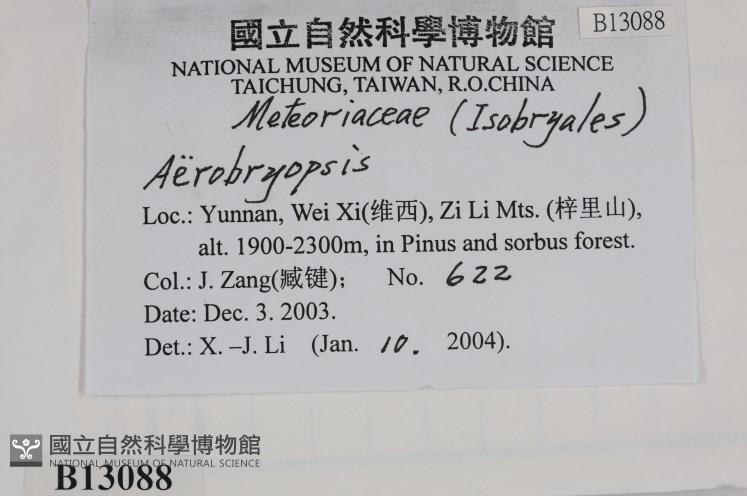 國立自然科學博物館
B13088
NATIONAL MUSEUM OF NATURAL SCIENCE
TAICHUNG, TAIWAN, R.O.CHINA
Meteoriaceae (Isobryales)
Aërobryopsis
Loc.: Yunnan, Wei Xi(维西), Zi Li Mts. (梓里山),
alt. 1900-2300m, in Pinus and sorbus forest.
Col.: J. Zang(臧键); No. 622
Date: Dec. 3. 2003.
Det.: X. –J. Li (Jan. 10. 2004).
國立自然科學博物館
NATIONAL MUSEUM OF NATURAL SCIENCE
B13088